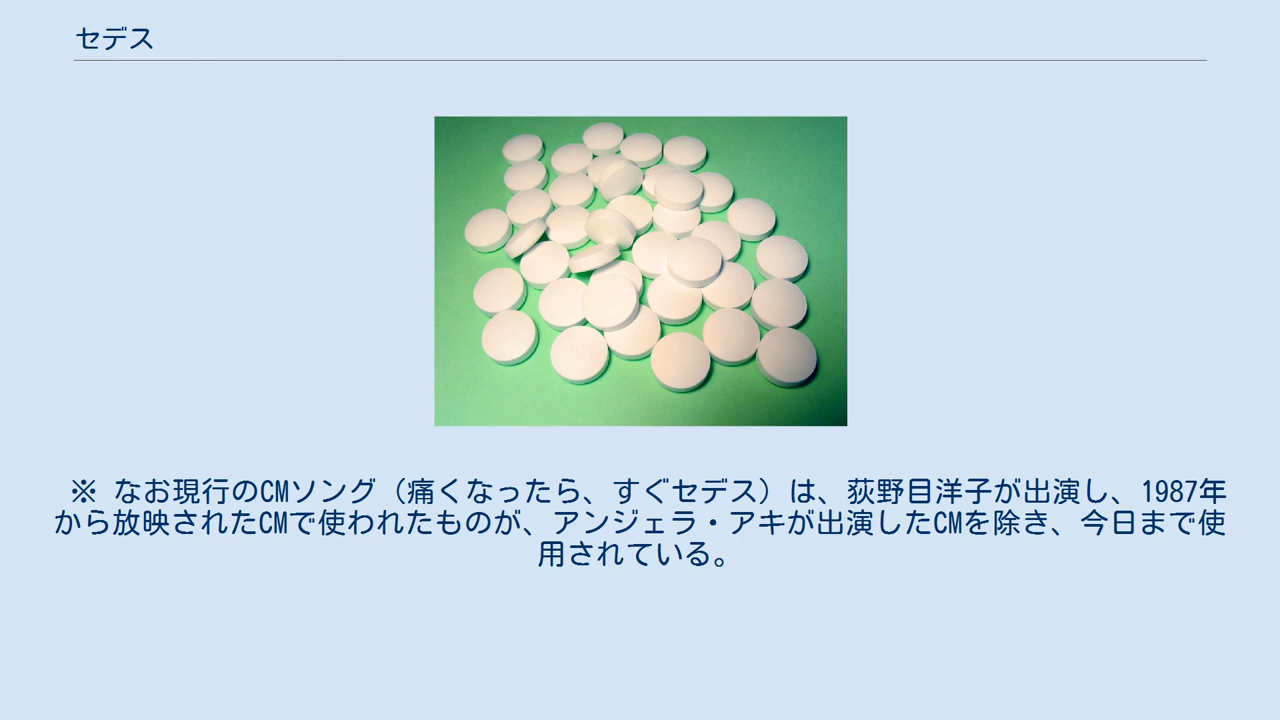 セデス
※ なお現行のCMソング（痛くなったら、すぐセデス）は、荻野目洋子が出演し、1987年
から放映されたCMで使われたものが、アンジェラ・アキが出演したCMを除き、今日まで使
用されている。